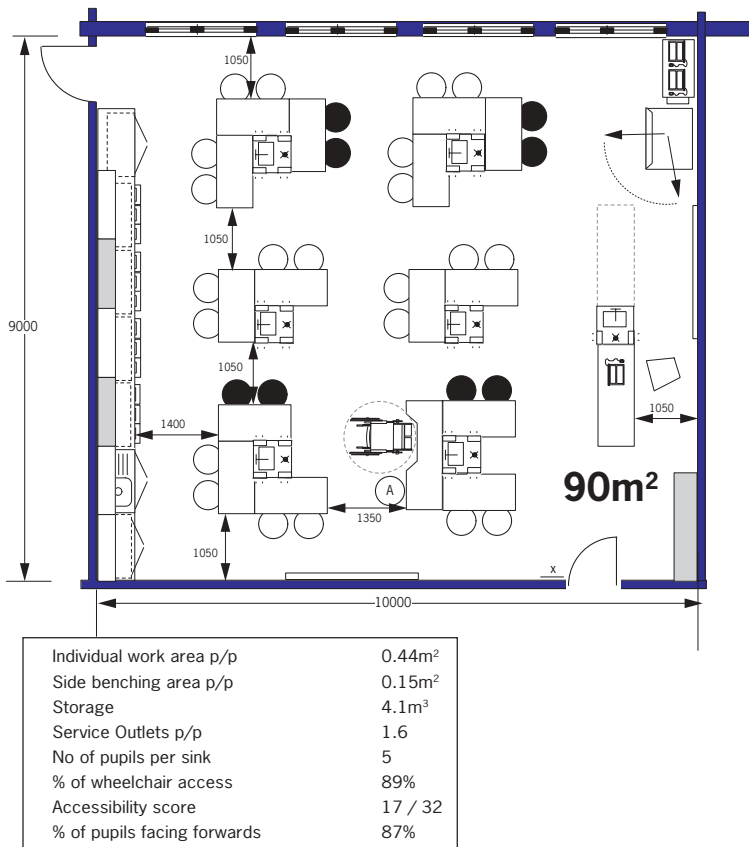 1050
1050
9000
1050
1400
1050
A
1350
90m²
1050
x
10000
Individual work area p/p 0.44m²
Side benching area p/p 0.15m²
Storage 4.1m³
Service Outlets p/p 1.6
No of pupils per sink 5
% of wheelchair access 89%
Accessibility score 17 / 32
% of pupils facing forwards 87%